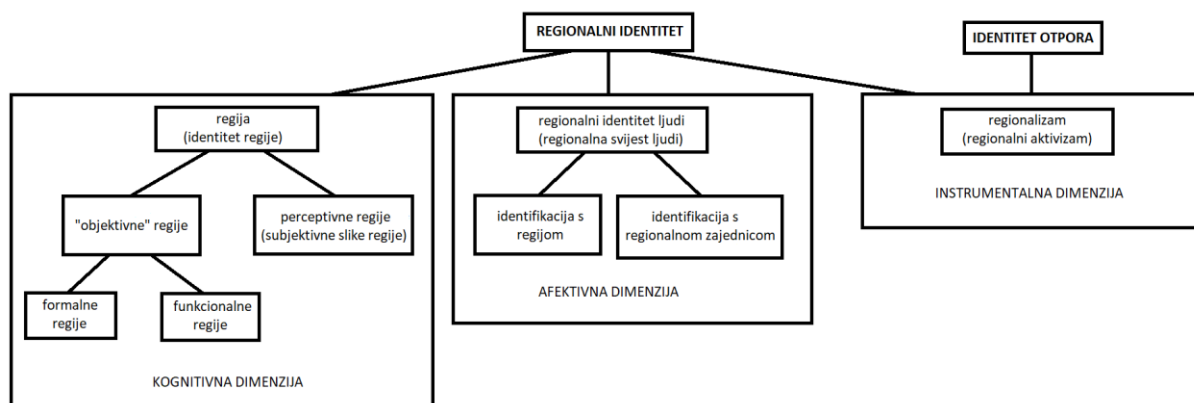 REGIONALNI IDENTITET
IDENTITET OTPORA
regija
(identitet regije)
"objektivne" regije
perceptivne regije
(subjektivne slike regije)
formalne
regije
funkcionalne
regije
KOGNITIVNA DIMENZIJA
regionalni identitet ljudi
(regionalna svijest ljudi)
identifikacija s
regijom
identifikacija s
regionalnom zajednicom
AFEKTIVNA DIMENZIJA
regionalizam
(regionalni aktivizam)
INSTRUMENTALNA DIMENZIJA